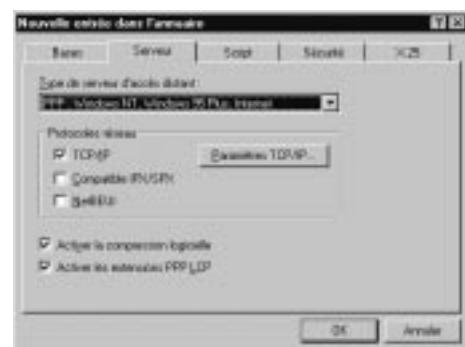 Nouvelle entrée dans l'annuaire
Bases Serveur Script Sécurité X.25
Type de serveur d'accès distant :
PPP : Windows NT, Windows 95 Plus, Internet
Protocoles réseau
TCP/IP Paramètres TCP/IP...
Compatible IPX/SPX
NetBEUI
Activer la compression logicielle
Activer les extensions PPP LCP
OK Annuler